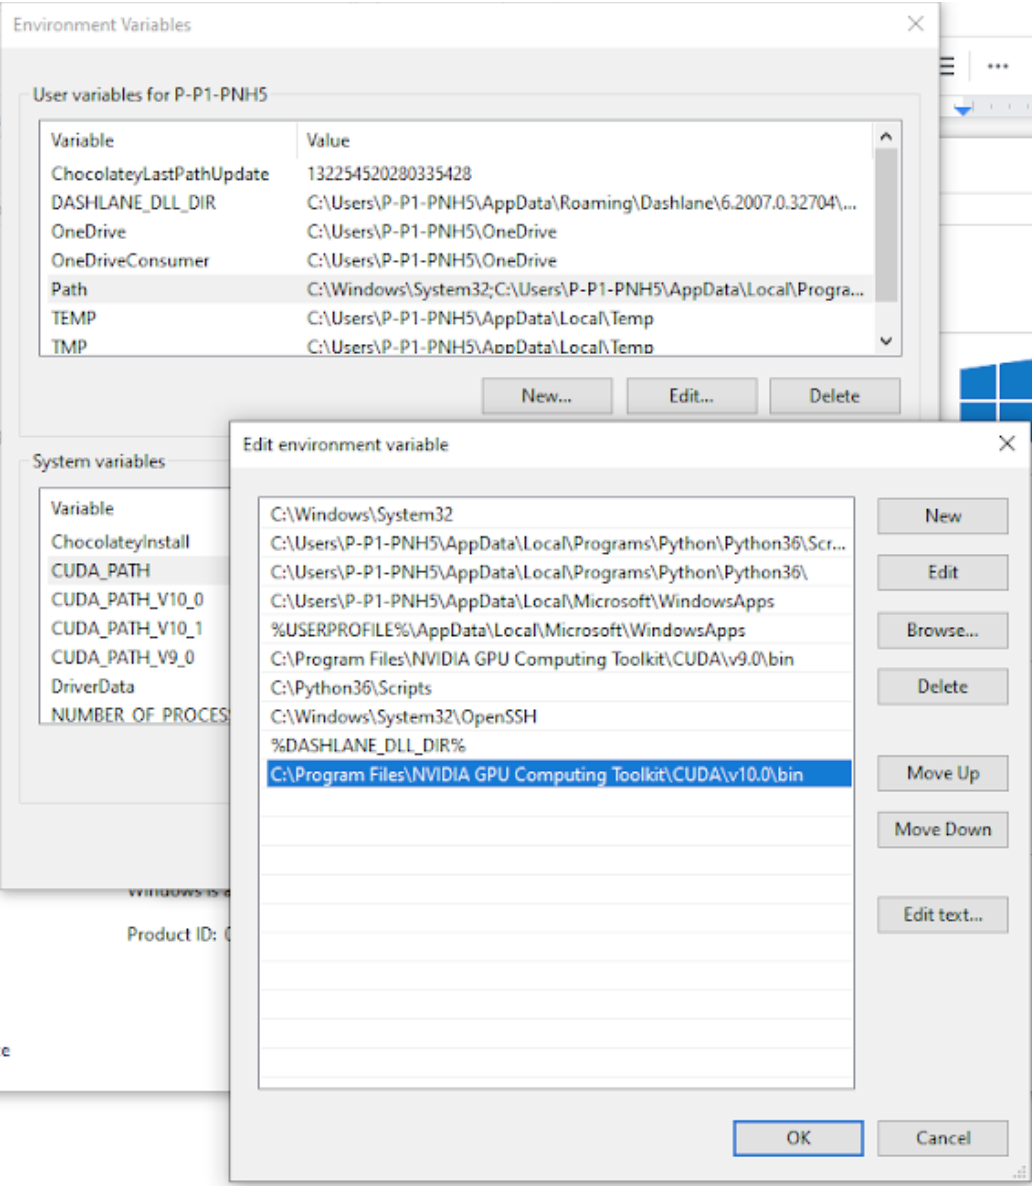 Environment Variables
User variables for P-P1-PNH5
Variable Value
ChocolateyLastPathUpdate 132254520280335428
DASHLANE_DLL_DIR C:\Users\P-P1-PNH5\AppData\Roaming\Dashlane\6.2007.0.32704\...
OneDrive C:\Users\P-P1-PNH5\OneDrive
OneDriveConsumer C:\Users\P-P1-PNH5\OneDrive
Path C:\Windows\System32;C:\Users\P-P1-PNH5\AppData\Local\Progra...
TEMP C:\Users\P-P1-PNH5\AppData\Local\Temp
TMP C:\Users\P-P1-PNH5\AppData\Local\Temp
New... Edit... Delete
System variables
Variable
ChocolateyInstall
CUDA_PATH
CUDA_PATH_V10_0
CUDA_PATH_V10_1
CUDA_PATH_V9_0
DriverData
NUMBER_OF_PROCES
Edit environment variable
C:\Windows\System32
C:\Users\P-P1-PNH5\AppData\Local\Programs\Python\Python36\Scr...
C:\Users\P-P1-PNH5\AppData\Local\Programs\Python\Python36\
C:\Users\P-P1-PNH5\AppData\Local\Microsoft\WindowsApps
%USERPROFILE%\AppData\Local\Microsoft\WindowsApps
C:\Program Files\NVIDIA GPU Computing Toolkit\CUDA\v9.0\bin
C:\Python36\Scripts
C:\Windows\System32\OpenSSH
%DASHLANE_DLL_DIR%
C:\Program Files\NVIDIA GPU Computing Toolkit\CUDA\v10.0\bin
New
Edit
Browse...
Delete
Move Up
Move Down
Edit text...
OK Cancel
Windows is a
Product ID: